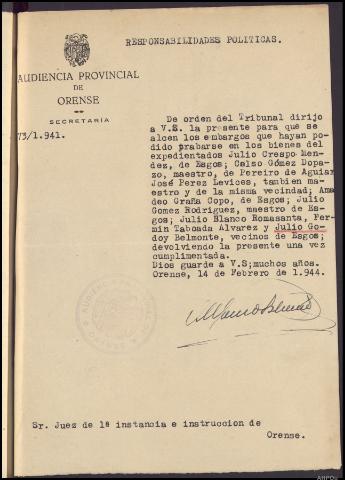 RESPONSABILIDADES POLITICAS.
AUDIENCIA PROVINCIAL
DE
ORENSE
SECRETARÍA
73/1.941.
De orden del Tribunal dirijo
a V.S. la presente para que se
alcen los embargos que hayan po-
dido prabarse en los bienes del
expedientados Julio Crespo Men-
dez, de Esgos; Celso Gómez Dopa-
zo, maestro, de Pereiro de Aguiar
José Perez Levices, tambien ma-
estro y de la misma vecindad; Ama
deo Graña Copo, de Esgos; Julio
Gomez Rodriguez, maestro de Es-
gos; Julio Blanco Romasanta, Fer-
min Taboada Alvarez y Julio Go-
doy Belmonte, vecinos de Esgos;
devolviendo la presente una vez
cumplimentada.
Dios guarde a V.S;muchos años.
Orense, 14 de Febrero de 1.944.
Sr. Juez de 1ª instancia e instruccion de
Orense.